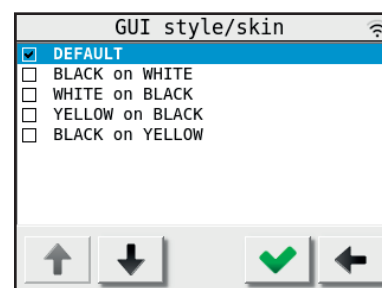 GUI style/skin
DEFAULT
BLACK on WHITE
WHITE on BLACK
YELLOW on BLACK
BLACK on YELLOW